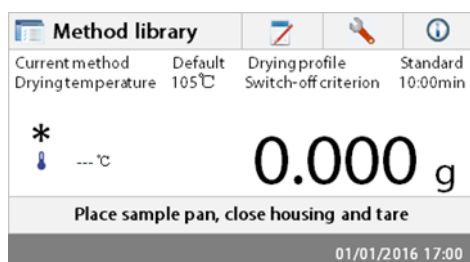 Method library
Current method Default Drying profile Standard
Drying temperature 105℃ Switch-off criterion 10:00min
*
--- ℃ 0.000 g
Place sample pan, close housing and tare
01/01/2016 17:00